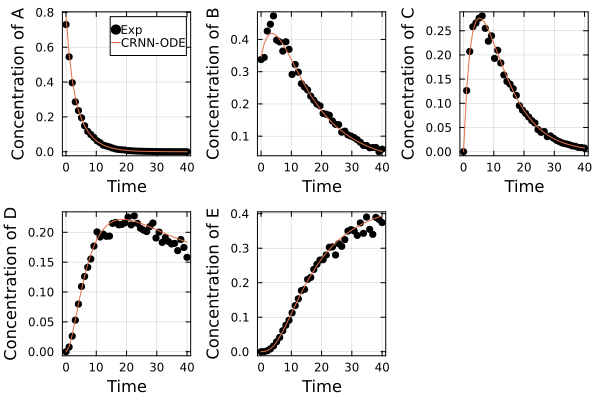 Concentration of A
0.8
0.6
0.4
0.2
0.0
Exp
CRNN-ODE
0 10 20 30 40
Time
Concentration of B
0.4
0.3
0.2
0.1
0 10 20 30 40
Time
Concentration of C
0.25
0.20
0.15
0.10
0.05
0.00
0 10 20 30 40
Time
Concentration of D
0.20
0.15
0.10
0.05
0.00
0 10 20 30 40
Time
Concentration of E
0.4
0.3
0.2
0.1
0.0
0 10 20 30 40
Time